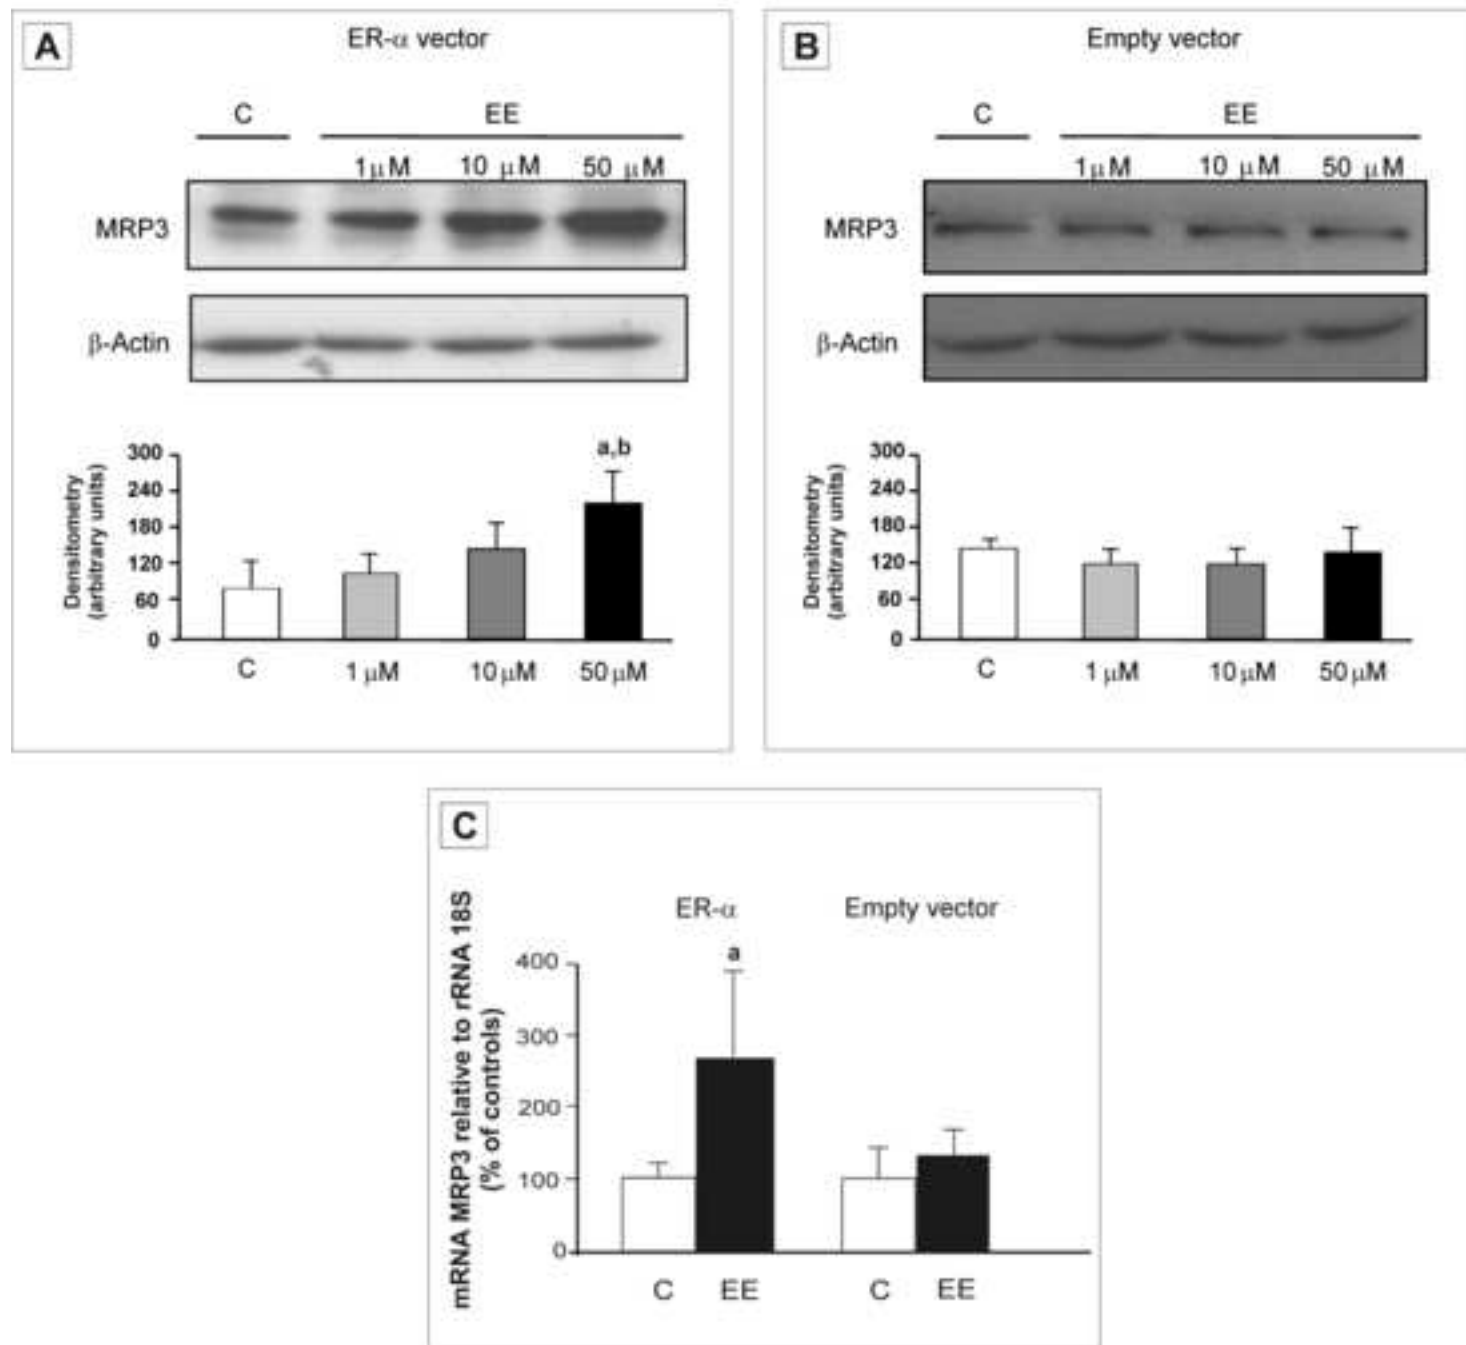 A
ER-α vector
C
EE
1 μM
10 μM
50 μM
MRP3
β-Actin
Densitometry
(arbitrary units)
300
240
180
120
60
0
a,b
C
1 μM
10 μM
50 μM
B
Empty vector
C
EE
1 μM
10 μM
50 μM
MRP3
β-Actin
Densitometry
(arbitrary units)
300
240
180
120
60
0
C
1 μM
10 μM
50 μM
C
ER-α
Empty vector
mRNA MRP3 relative to rRNA 18S
(% of controls)
400
300
200
100
0
a
C
EE
C
EE